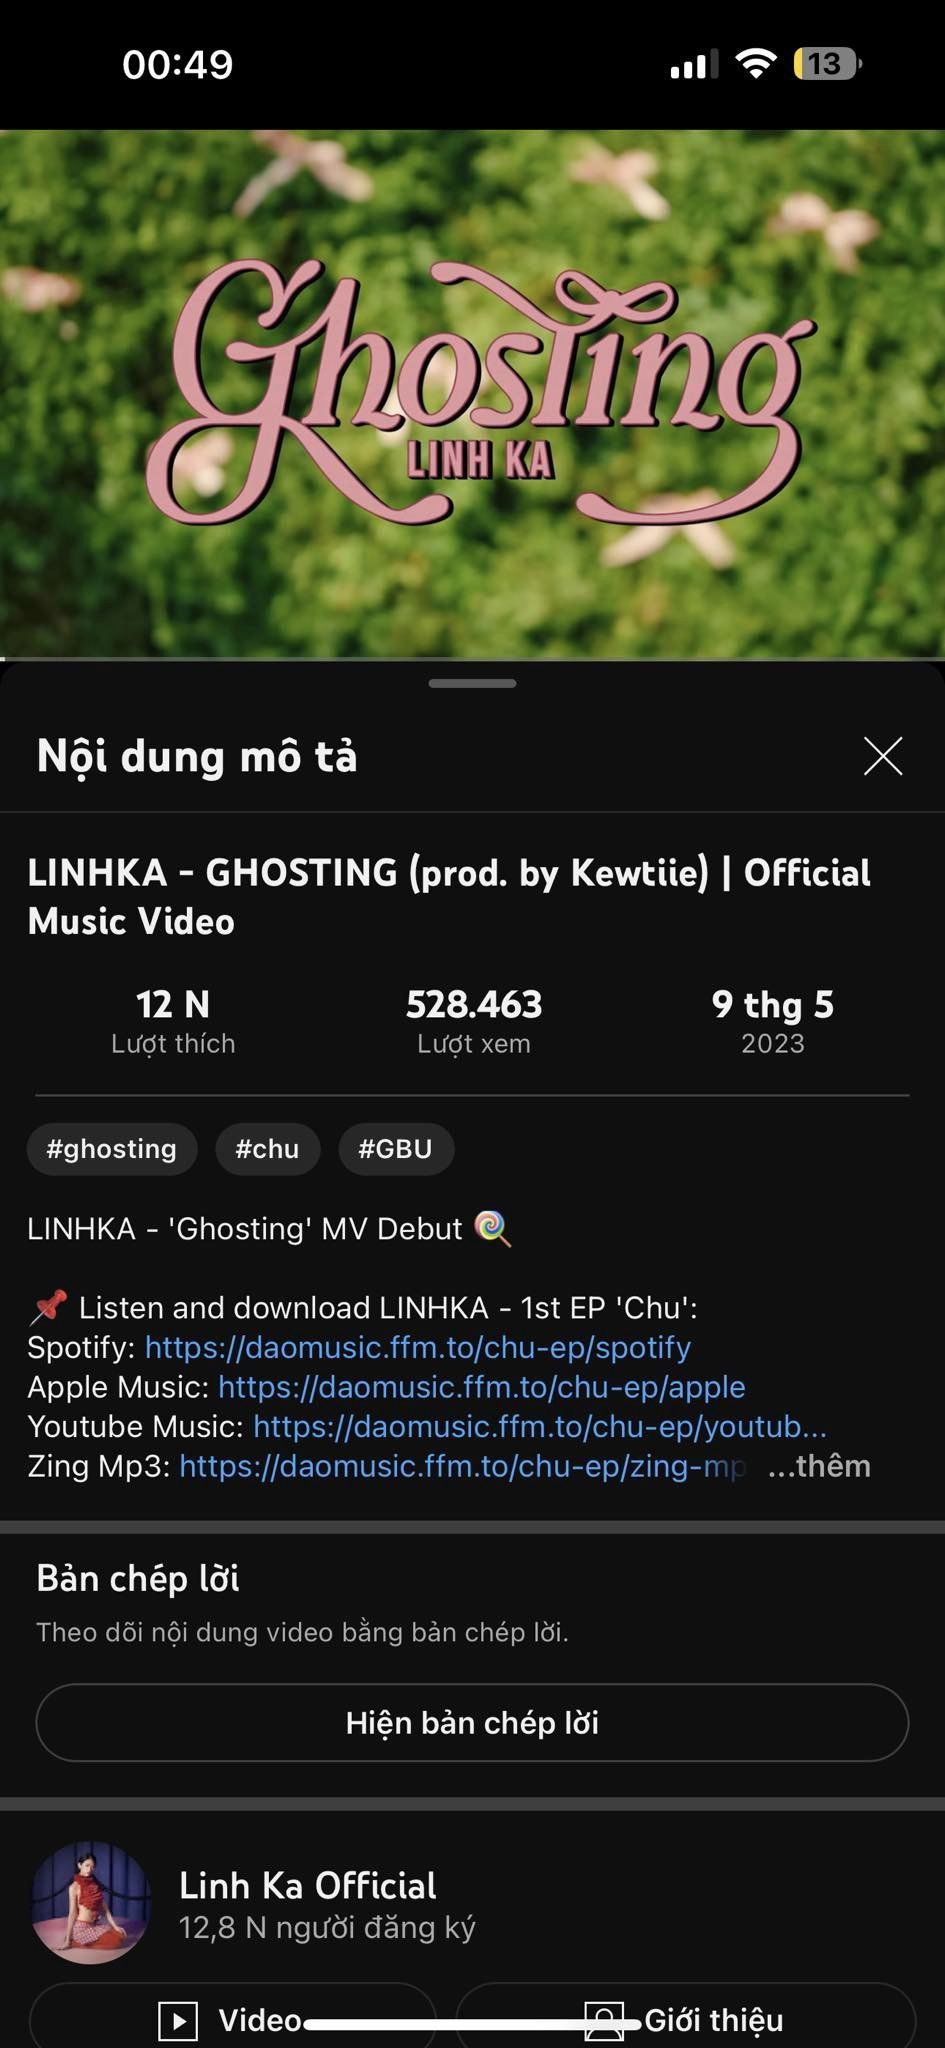 00:49
13
Ghosting
LINH KA
Nội dung mô tả
LINHKA - GHOSTING (prod. by Kewtiie) | Official
Music Video
12 N
528.463
9 thg 5
Lượt thích
Lượt xem
2023
#ghosting
#chu
#GBU
LINHKA - 'Ghosting' MV Debut 🍭
📌 Listen and download LINHKA - 1st EP 'Chu':
Spotify: https://daomusic.ffm.to/chu-ep/spotify
Apple Music: https://daomusic.ffm.to/chu-ep/apple
Youtube Music: https://daomusic.ffm.to/chu-ep/youtub...
Zing Mp3: https://daomusic.ffm.to/chu-ep/zing-mp ...thêm
Bản chép lời
Theo dõi nội dung video bằng bản chép lời.
Hiện bản chép lời
Linh Ka Official
12,8 N người đăng ký
Video
Giới thiệu